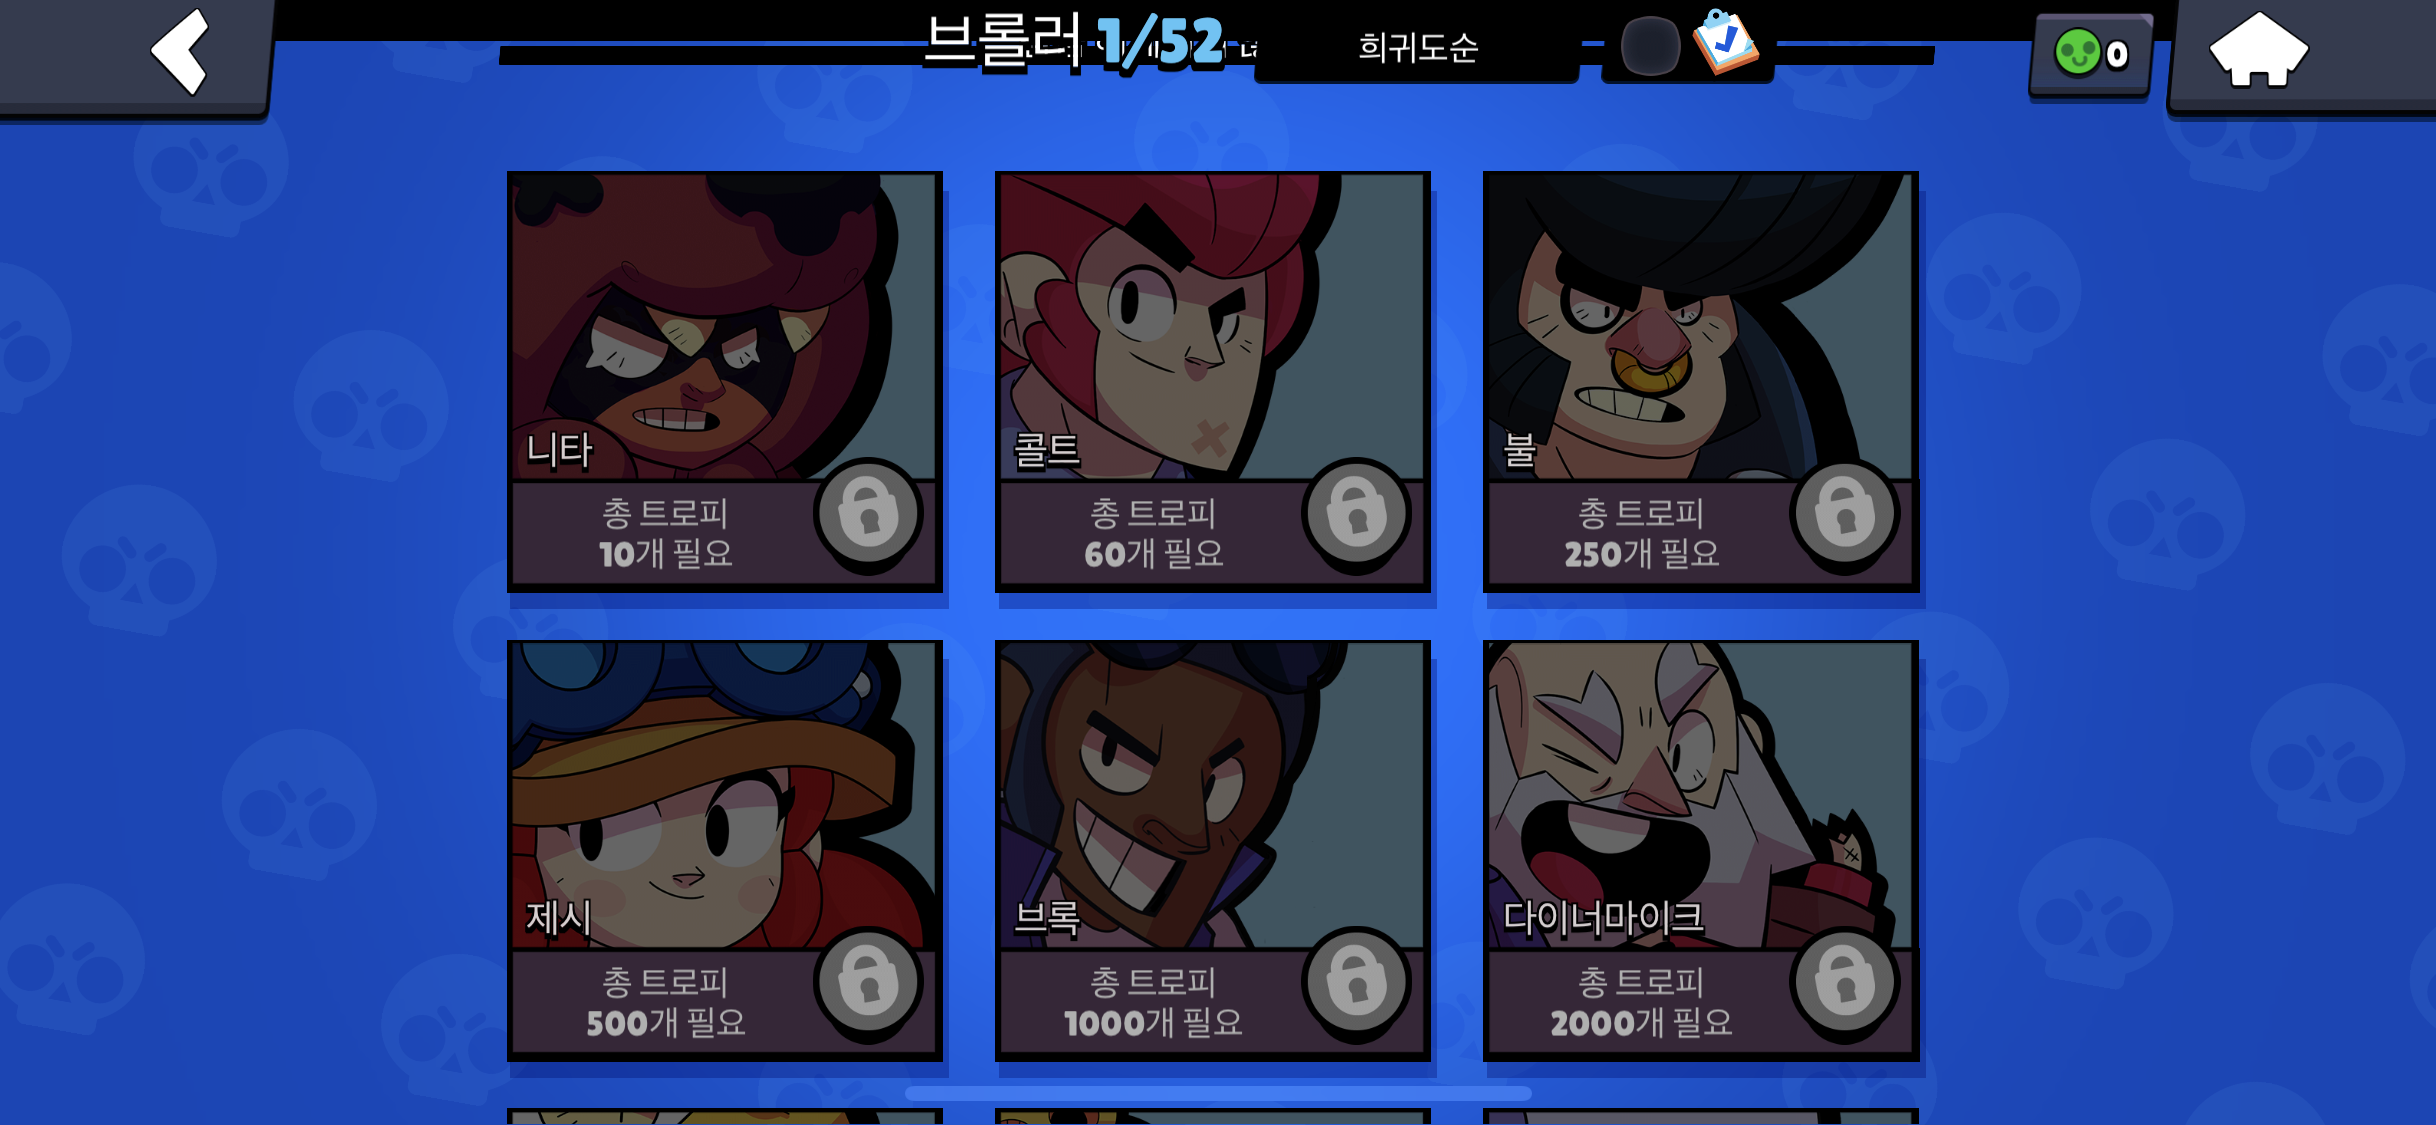 브롤러 1/52
희귀도순
0
니타
총 트로피
10개 필요
콜트
총 트로피
60개 필요
불
총 트로피
250개 필요
제시
총 트로피
500개 필요
브록
총 트로피
1000개 필요
다이너마이크
총 트로피
2000개 필요